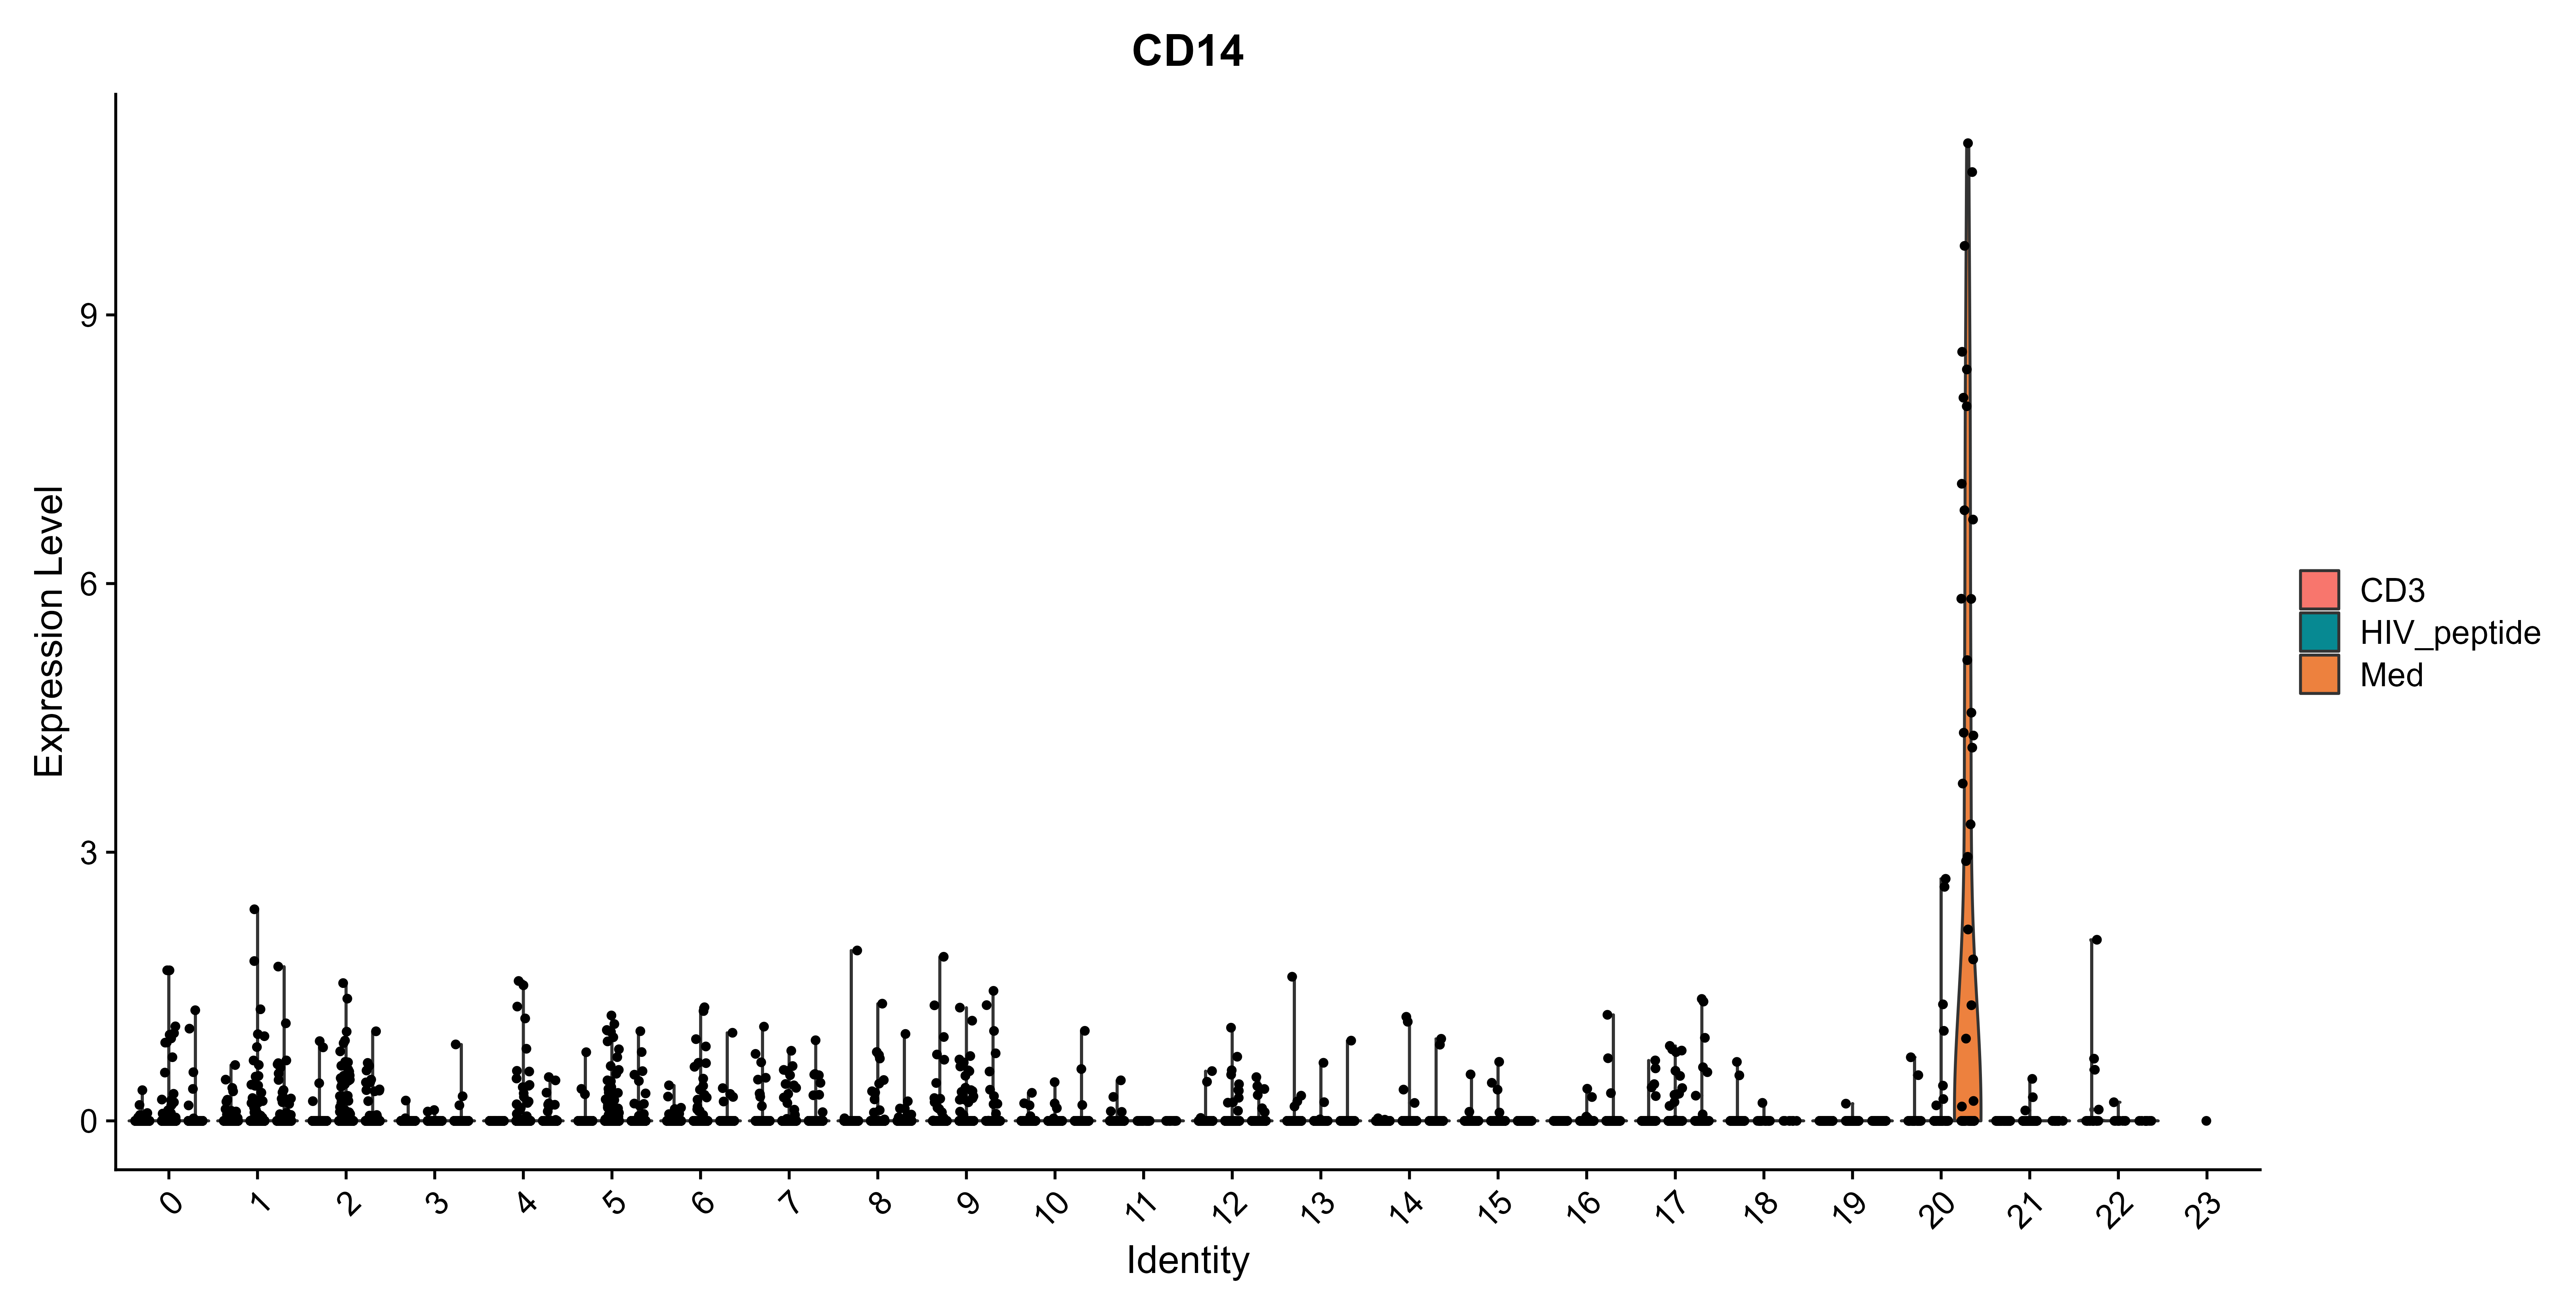 CD14
Expression Level
9
6
3
0
0 1 2 3 4 5 6 7 8 9 10 11 12 13 14 15 16 17 18 19 20 21 22 23
Identity
CD3
HIV_peptide
Med